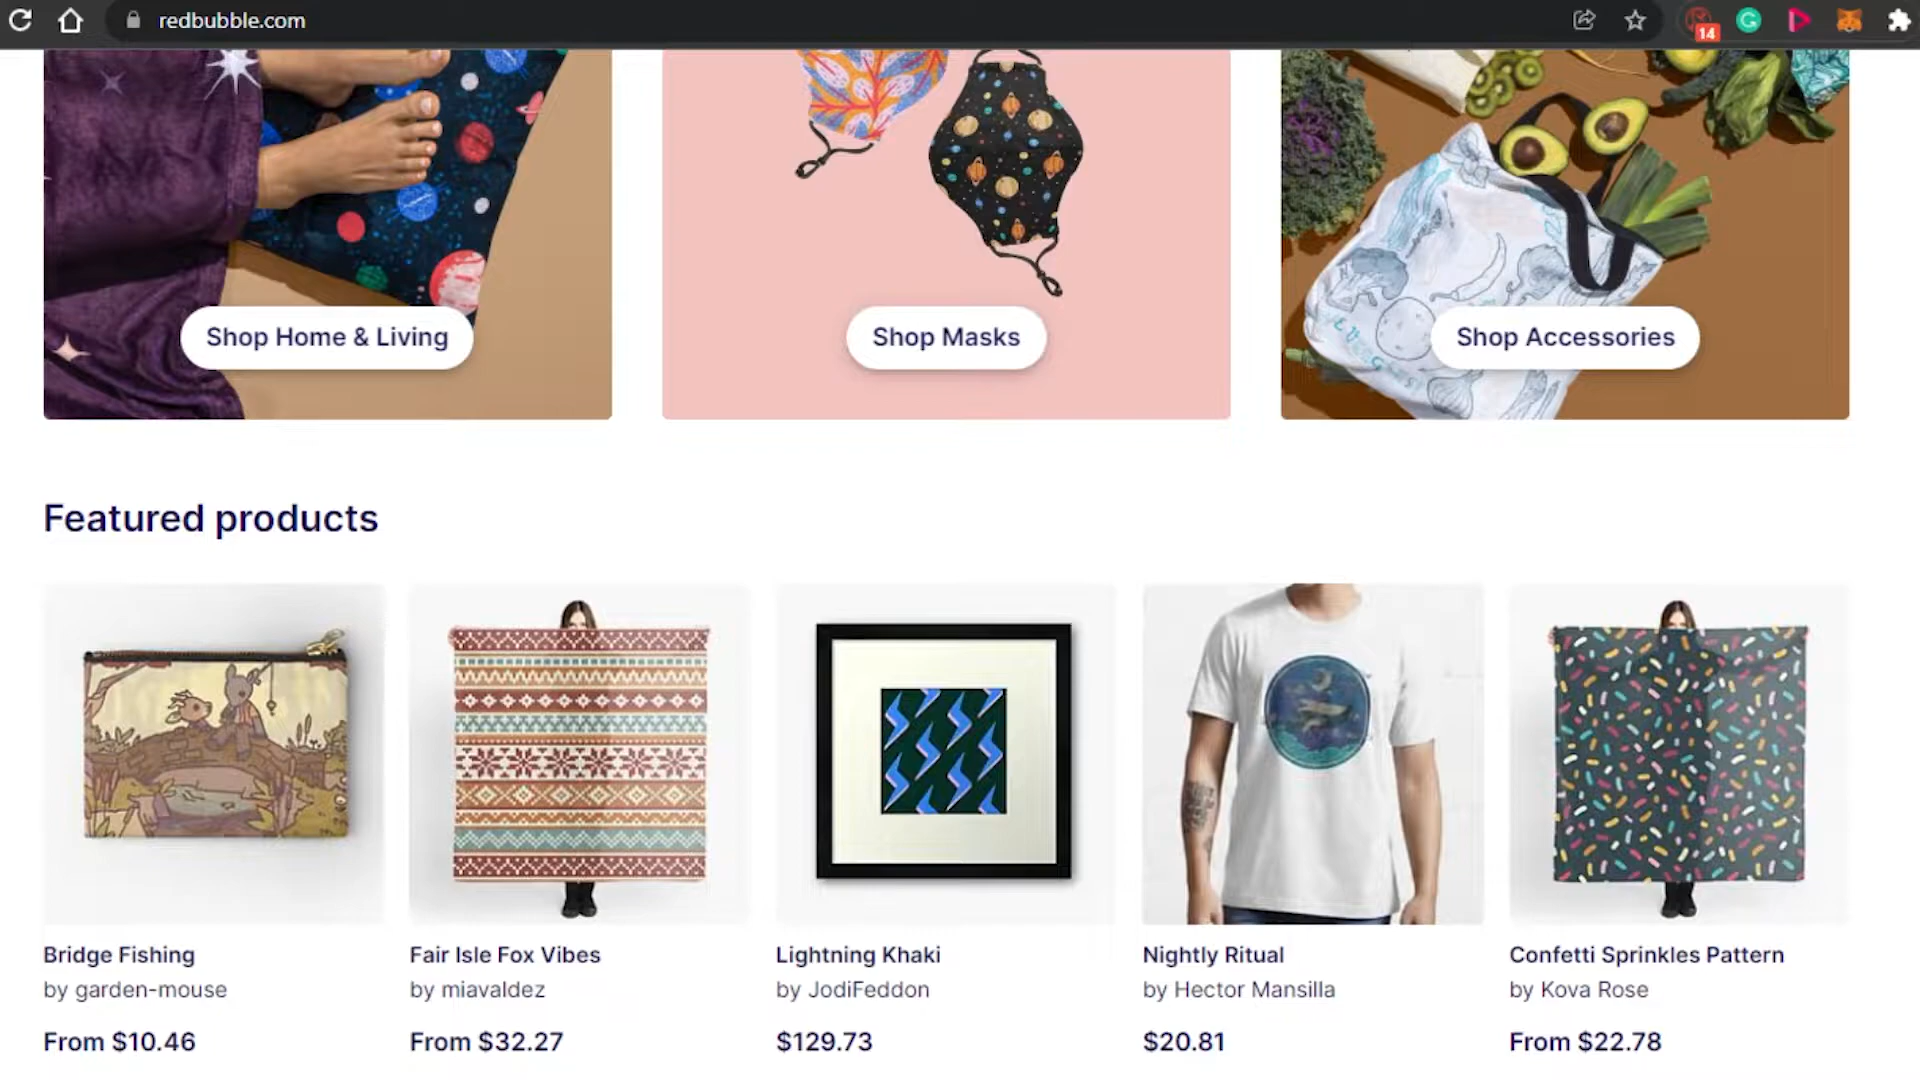 redbubble.com
14
Shop Home & Living
Shop Masks
Shop Accessories
Featured products
Bridge Fishing
by garden-mouse
From $10.46
Fair Isle Fox Vibes
by miavaldez
From $32.27
Lightning Khaki
by JodiFeddon
$129.73
Nightly Ritual
by Hector Mansilla
$20.81
Confetti Sprinkles Pattern
by Kova Rose
From $22.78